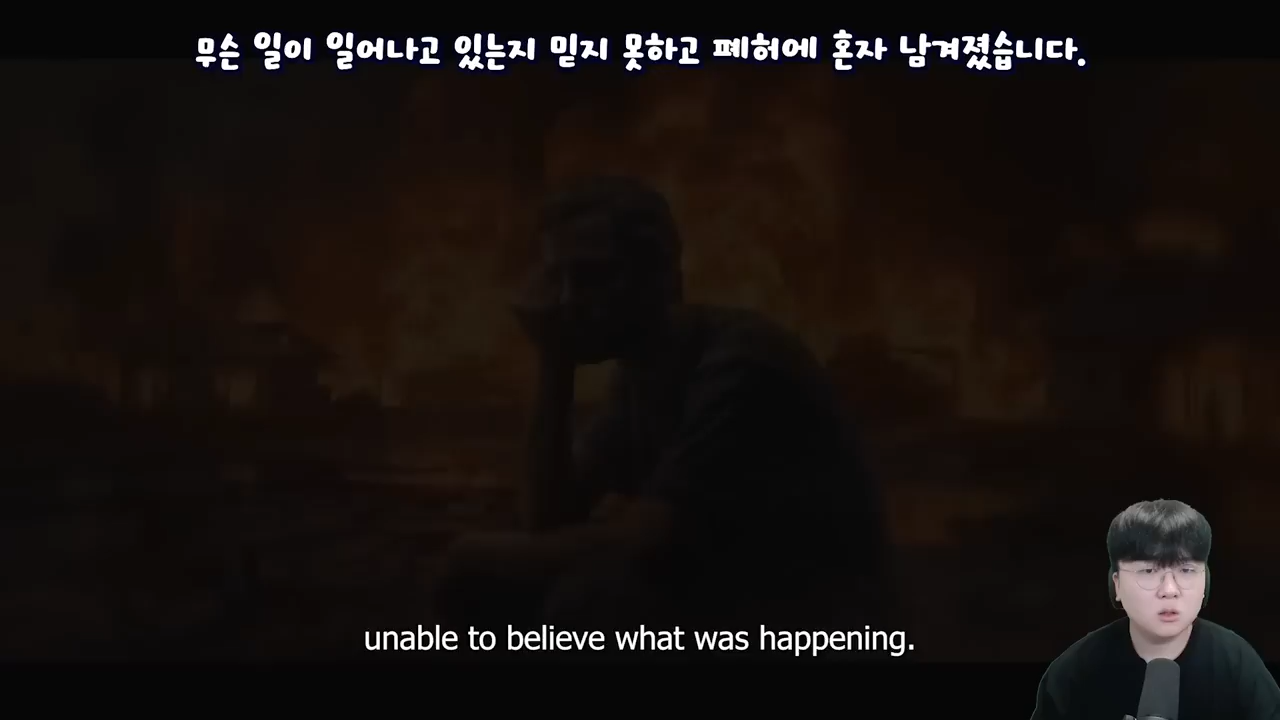 무슨 일이 일어나고 있는지 믿지 못하고 폐허에 혼자 남겨졌습니다.
unable to believe what was happening.